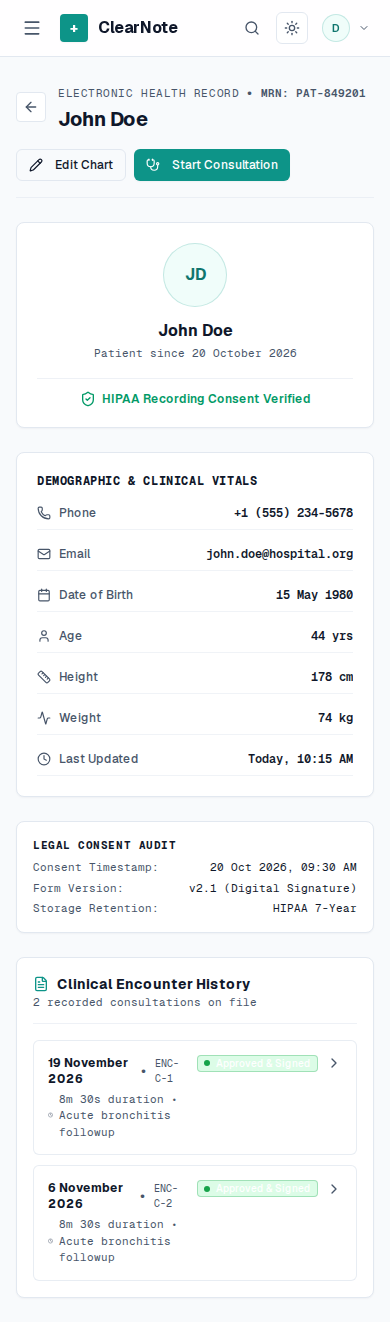 + ClearNote D
ELECTRONIC HEALTH RECORD • MRN: PAT-849201
John Doe
Edit Chart Start Consultation
JD
John Doe
Patient since 20 October 2026
HIPAA Recording Consent Verified
DEMOGRAPHIC & CLINICAL VITALS
Phone +1 (555) 234-5678
Email john.doe@hospital.org
Date of Birth 15 May 1980
Age 44 yrs
Height 178 cm
Weight 74 kg
Last Updated Today, 10:15 AM
LEGAL CONSENT AUDIT
Consent Timestamp: 20 Oct 2026, 09:30 AM
Form Version: v2.1 (Digital Signature)
Storage Retention: HIPAA 7-Year
Clinical Encounter History
2 recorded consultations on file
19 November • ENC- Approved & Signed
2026 C-1
8m 30s duration •
Acute bronchitis
followup
6 November • ENC- Approved & Signed
2026 C-2
8m 30s duration •
Acute bronchitis
followup